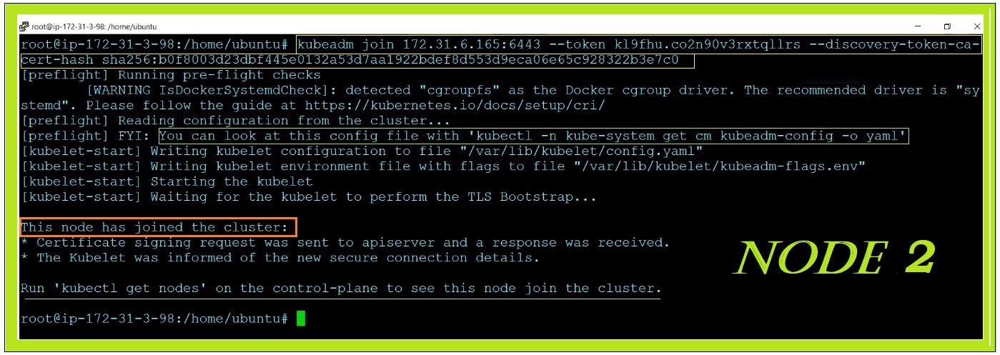 root@ip-172-31-3-98: /home/ubuntu
root@ip-172-31-3-98:/home/ubuntu# kubeadm join 172.31.6.165:6443 --token kl9fhu.co2n90v3rxtqllrs --discovery-token-ca-
cert-hash sha256:b0f8003d23dbf445e0132a53d7aa1922bdef8d553d9eca06e65c928322b3e7c0
[preflight] Running pre-flight checks
[WARNING IsDockerSystemdCheck]: detected "cgroupfs" as the Docker cgroup driver. The recommended driver is "sy
stemd". Please follow the guide at https://kubernetes.io/docs/setup/cri/
[preflight] Reading configuration from the cluster...
[preflight] FYI: You can look at this config file with 'kubectl -n kube-system get cm kubeadm-config -o yaml'
[kubelet-start] Writing kubelet configuration to file "/var/lib/kubelet/config.yaml"
[kubelet-start] Writing kubelet environment file with flags to file "/var/lib/kubelet/kubeadm-flags.env"
[kubelet-start] Starting the kubelet
[kubelet-start] Waiting for the kubelet to perform the TLS Bootstrap...
This node has joined the cluster:
* Certificate signing request was sent to apiserver and a response was received.
* The Kubelet was informed of the new secure connection details.
NODE 2
Run 'kubectl get nodes' on the control-plane to see this node join the cluster.
root@ip-172-31-3-98:/home/ubuntu#